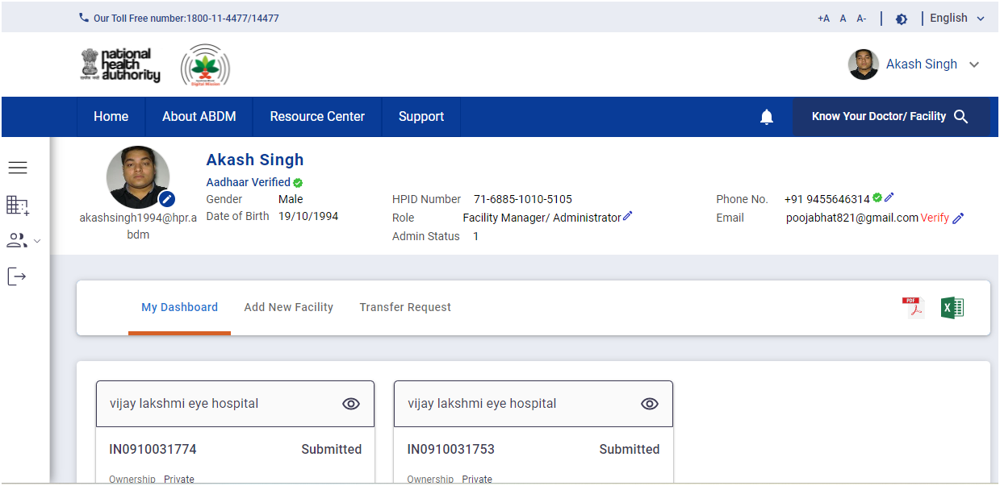 Our Toll Free number:1800-11-4477/14477
+A A A- English
national
health
authority
Digital Mission
Akash Singh
Home About ABDM Resource Center Support Know Your Doctor/ Facility
Akash Singh
Aadhaar Verified
Gender Male
HPID Number 71-6885-1010-5105
Phone No. +91 9455646314
akashsingh1994@hpr.a
bdm
Date of Birth 19/10/1994
Role Facility Manager/ Administrator
Email poojabhat821@gmail.com Verify
Admin Status 1
My Dashboard Add New Facility Transfer Request
PDF
X
vijay lakshmi eye hospital vijay lakshmi eye hospital
IN0910031774 Submitted IN0910031753 Submitted
Ownership Private Ownership Private